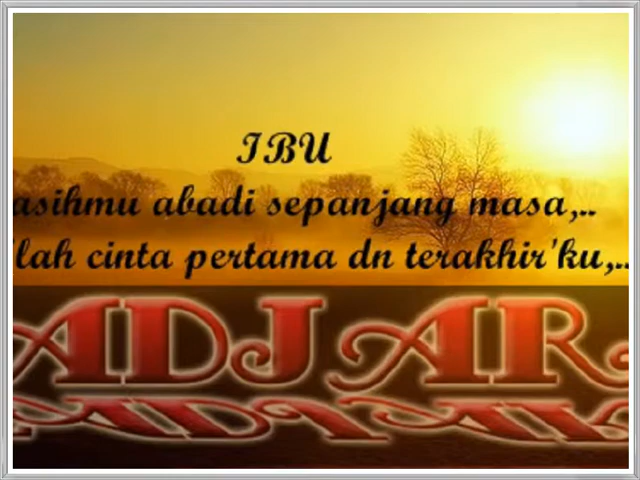 IBU
asihmu abadi sepanjang masa,..
lah cinta pertama dn terakhir'ku,..
ADJAR